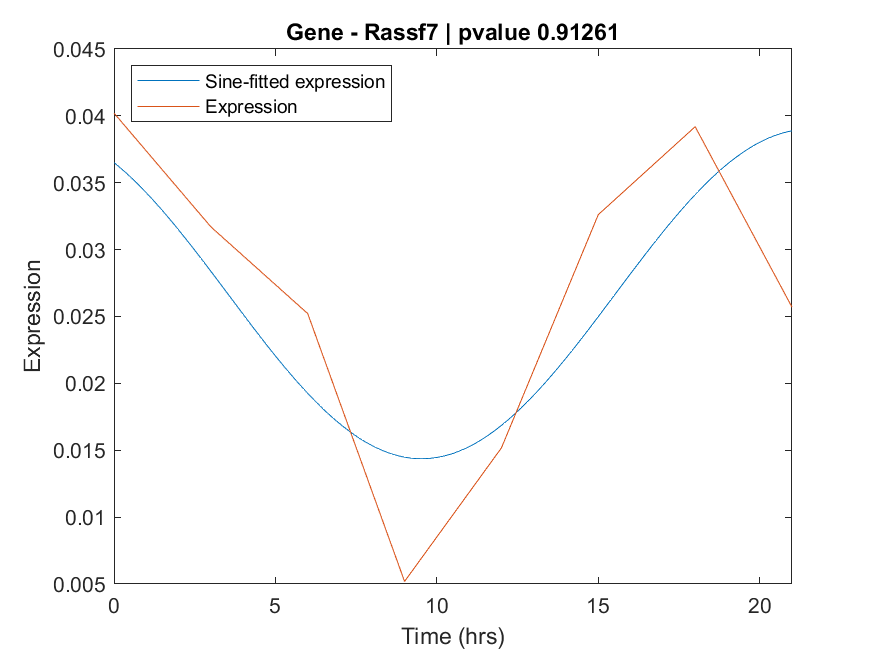 Gene - Rassf7 | pvalue 0.91261
0.045
0.04
0.035
0.03
0.025
0.02
0.015
0.01
0.005
Expression
Sine-fitted expression
Expression
0
5
10
15
20
Time (hrs)